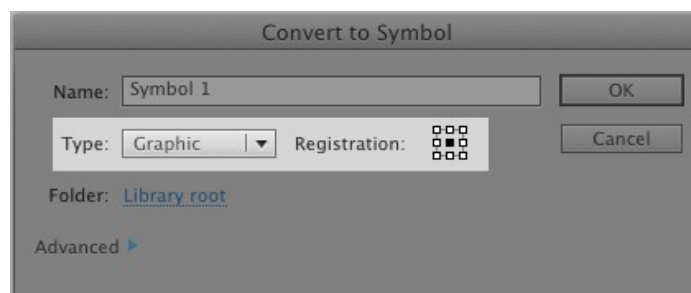 Convert to Symbol
Name: Symbol 1 OK
Type: Graphic Registration: Cancel
Folder: Library root
Advanced